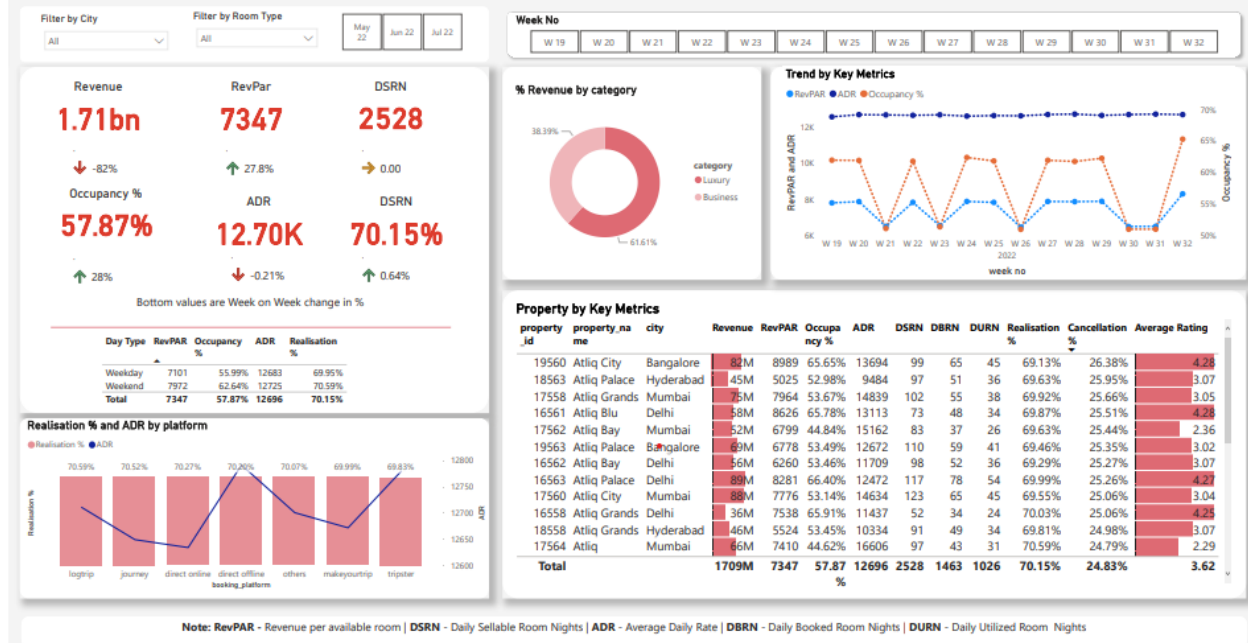 Filter by City
All
Filter by Room Type
All
May 22
Jun 22
Jul 22
Week No
W 19 W 20 W 21 W 22 W 23 W 24 W 25 W 26 W 27 W 28 W 29 W 30 W 31 W 32
Revenue RevPar DSRN
1.71bn 7347 2528
-82% 27.8% 0.00
Occupancy % ADR DSRN
57.87% 12.70K 70.15%
28% -0.21% 0.64%
Bottom values are Week on Week change in %
Day Type RevPAR Occupancy % ADR Realisation %
Weekday 7101 55.99% 12683 69.95%
Weekend 7972 62.64% 12725 70.59%
Total 7347 57.87% 12696 70.15%
% Revenue by category
38.39%
61.61%
category
Luxury
Business
Trend by Key Metrics
RevPAR ADR Occupancy %
RevPAR and ADR
12K
10K
8K
6K
70%
65%
60%
55%
50%
Occupancy %
W 19 W 20 W 21 W 22 W 23 W 24 W 25 W 26 W 27 W 28 W 29 W 30 W 31 W 32
2022
week no
Realisation % and ADR by platform
Realisation % ADR
70.59% 70.52% 70.27% 70.20% 70.07% 69.99% 69.83%
Realisation %
12800
12750
12700
12650
12600
ADR
logtrip journey direct online direct offline others makeyourtrip tripster
booking_platform
Property by Key Metrics
property_id property_name city Revenue RevPAR Occupancy % ADR DSRN DBRN DURN Realisation % Cancellation % Average Rating
19560 Atliq City Bangalore 82M 8989 65.65% 13694 99 65 45 69.13% 26.38% 4.28
18563 Atliq Palace Hyderabad 45M 5025 52.98% 9484 97 51 36 69.63% 25.95% 3.07
17558 Atliq Grands Mumbai 75M 7964 53.67% 14839 102 55 38 69.92% 25.66% 3.05
16561 Atliq Blu Delhi 58M 8626 65.78% 13113 73 48 34 69.87% 25.51% 4.28
17562 Atliq Bay Mumbai 52M 6799 44.84% 15162 83 37 26 69.63% 25.44% 2.36
19563 Atliq Palace Bangalore 69M 6778 53.49% 12672 110 59 41 69.46% 25.35% 3.02
16562 Atliq Bay Delhi 56M 6260 53.46% 11709 98 52 36 69.29% 25.27% 3.07
16563 Atliq Palace Delhi 89M 8281 66.40% 12472 117 78 54 69.99% 25.26% 4.27
17560 Atliq City Mumbai 88M 7776 53.14% 14634 123 65 45 69.55% 25.06% 3.04
16558 Atliq Grands Delhi 36M 7538 65.91% 11437 52 34 24 70.03% 25.06% 4.25
18558 Atliq Grands Hyderabad 46M 5524 53.45% 10334 91 49 34 69.81% 24.98% 3.07
17564 Atliq Mumbai 66M 7410 44.62% 16606 97 43 31 70.59% 24.79% 2.29
Total 1709M 7347 57.87% 12696 2528 1463 1026 70.15% 24.83% 3.62
Note: RevPAR - Revenue per available room | DSRN - Daily Sellable Room Nights | ADR - Average Daily Rate | DBRN - Daily Booked Room Nights | DURN - Daily Utilized Room Nights